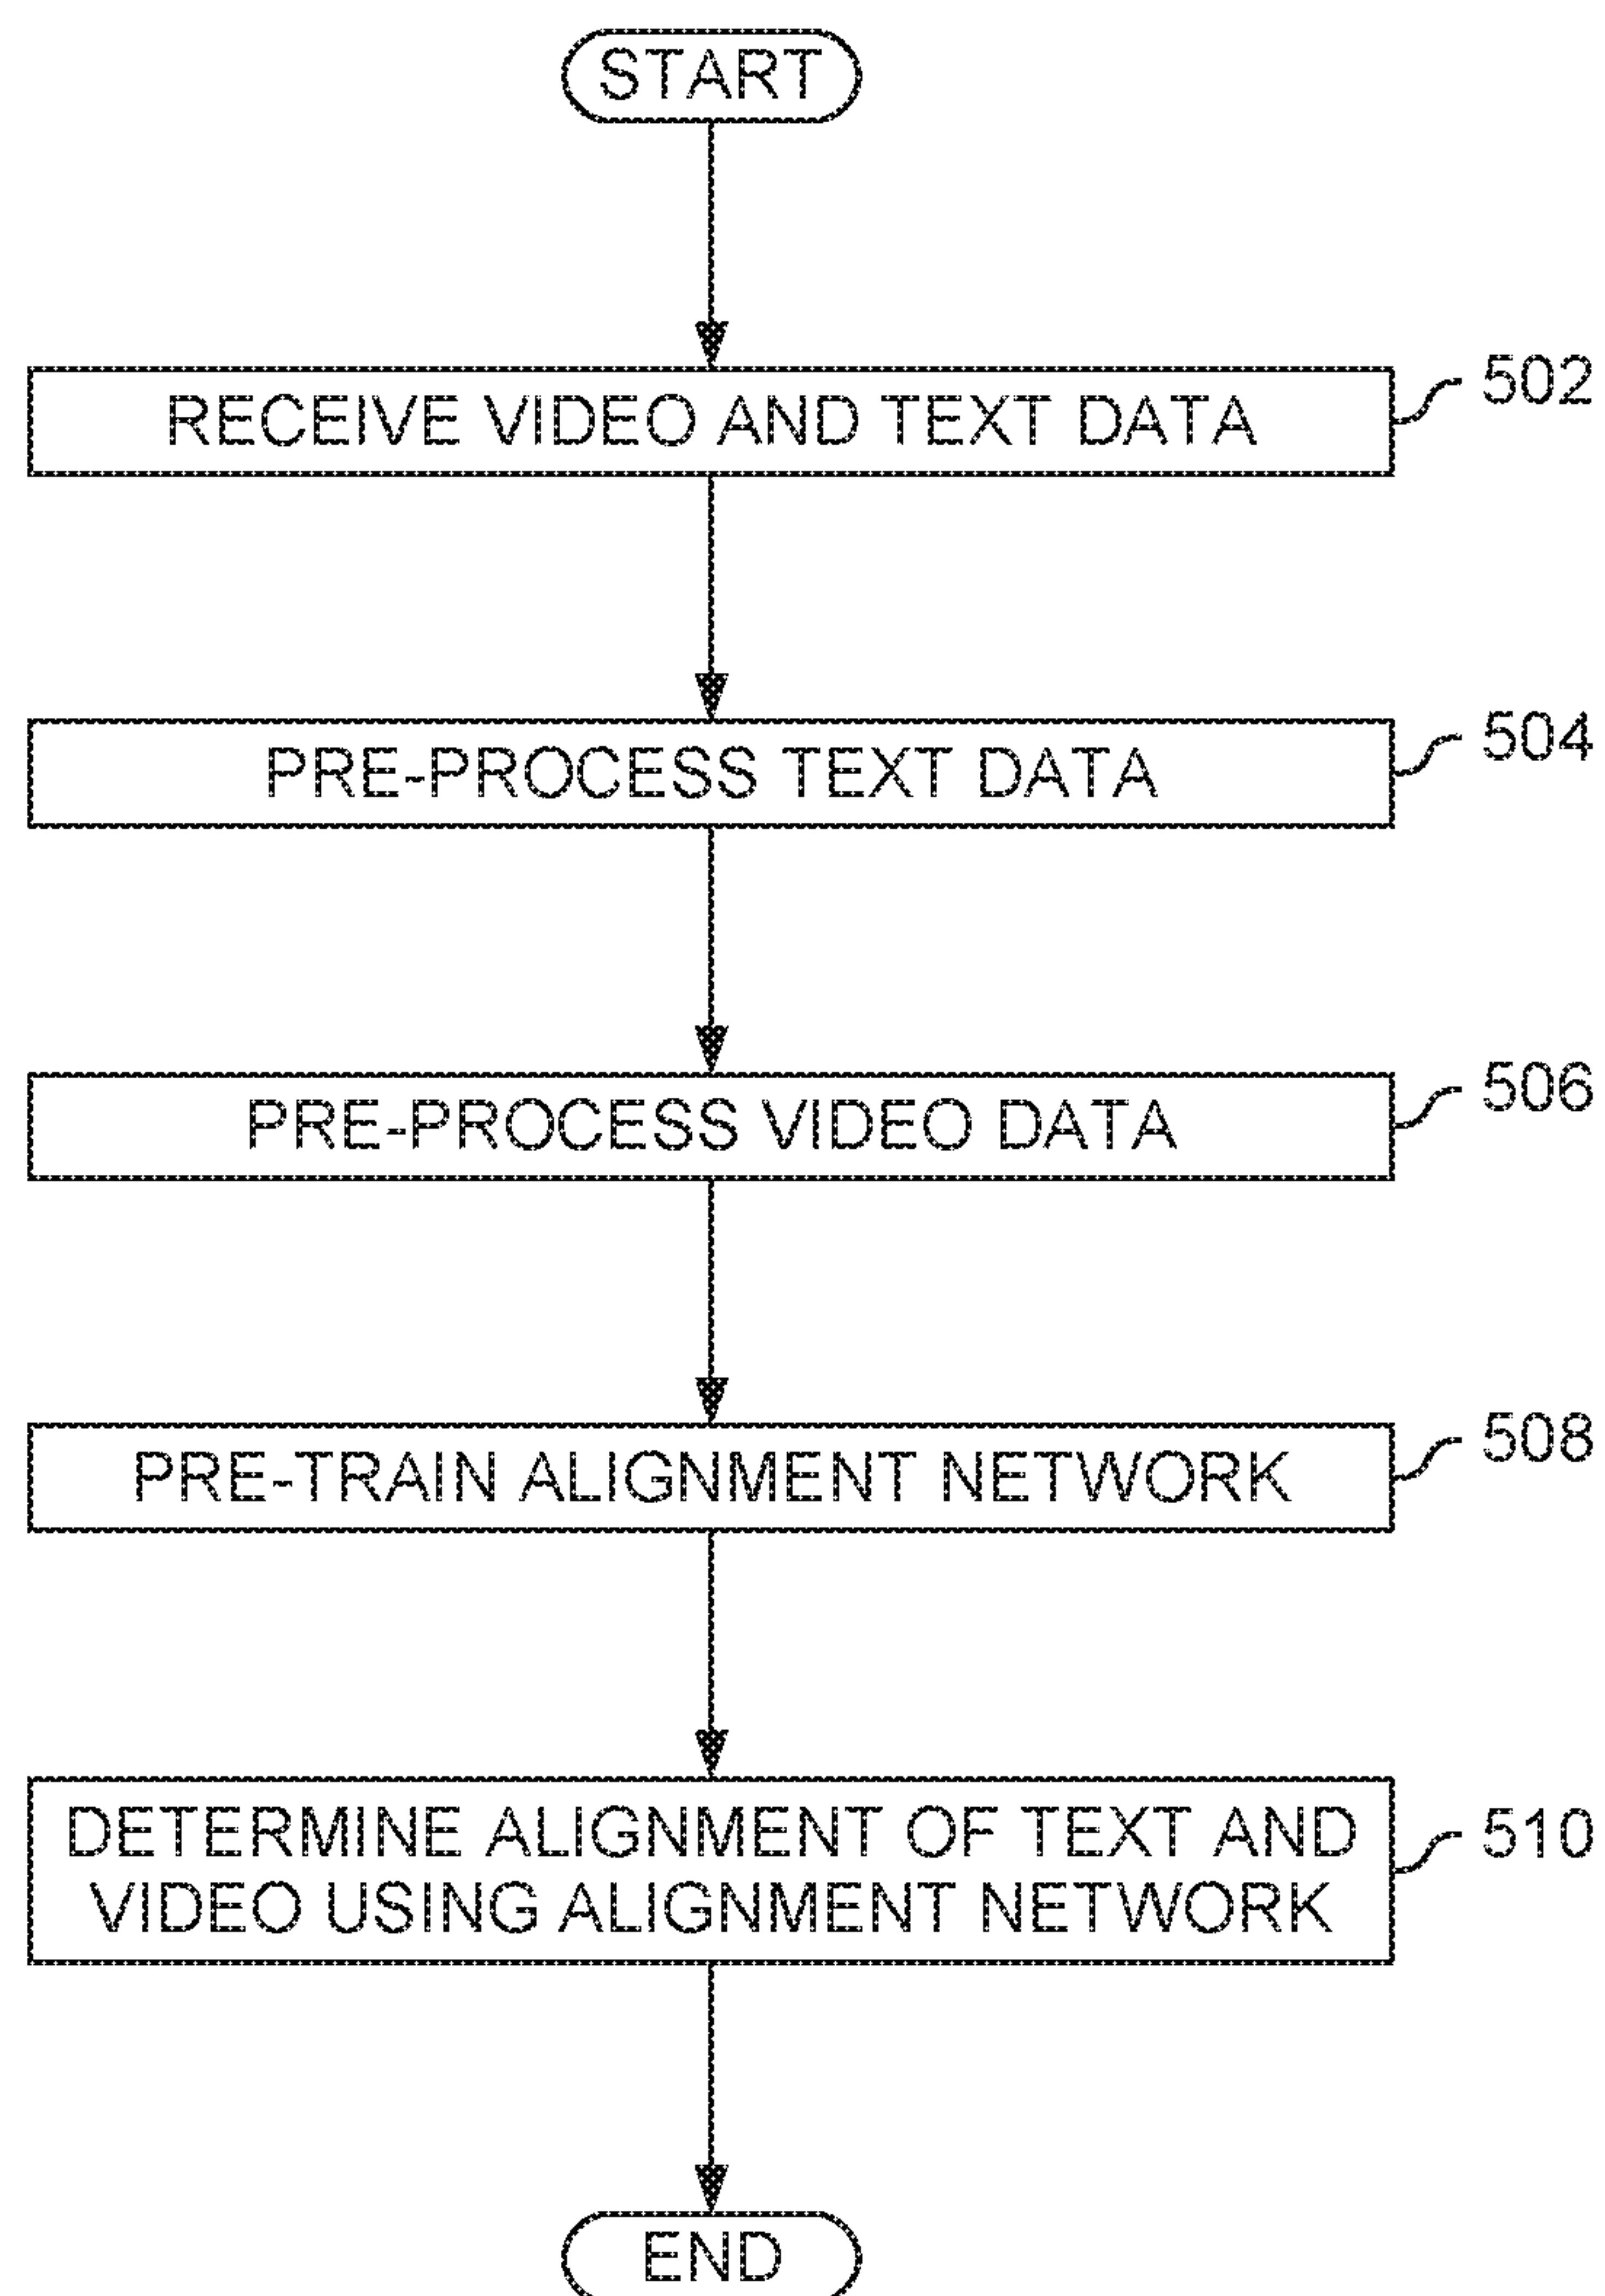 START
RECEIVE VIDEO AND TEXT DATA
502
PRE-PROCESS TEXT DATA
504
PRE-PROCESS VIDEO DATA
506
PRE-TRAIN ALIGNMENT NETWORK
508
DETERMINE ALIGNMENT OF TEXT AND
VIDEO USING ALIGNMENT NETWORK
510
END